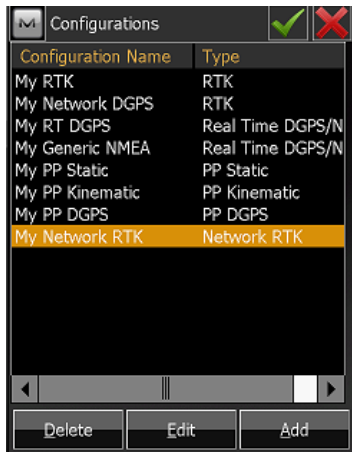 Configurations
Configuration Name Type
My RTK RTK
My Network DGPS RTK
My RT DGPS Real Time DGPS/N
My Generic NMEA Real Time DGPS/N
My PP Static PP Static
My PP Kinematic PP Kinematic
My PP DGPS PP DGPS
My Network RTK Network RTK
Delete Edit Add